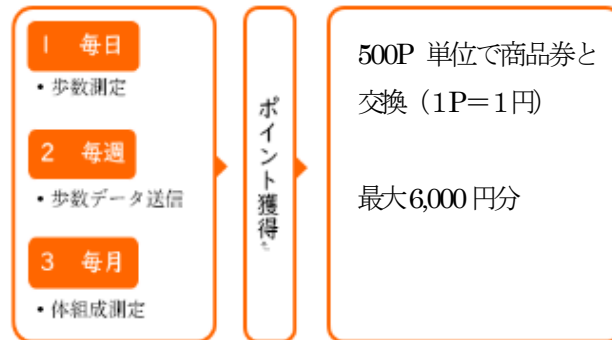 1 毎日
・歩数測定
2 毎週
・歩数データ送信
3 毎月
・体組成測定
ポイント獲得
500P 単位で商品券と
交換（1P＝1円）
最大6,000円分